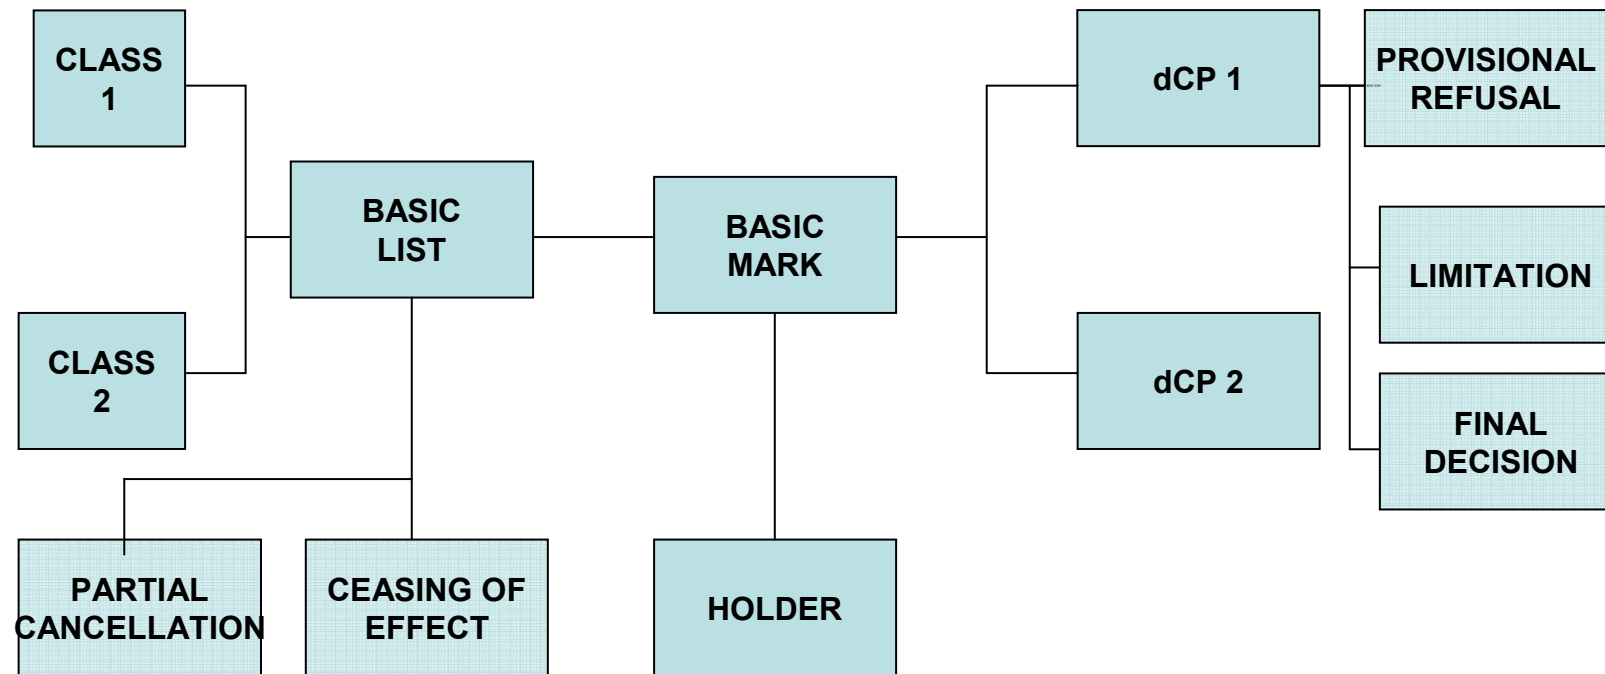 CLASS
1
dCP 1
PROVISIONAL
REFUSAL
BASIC
LIST
BASIC
MARK
LIMITATION
CLASS
2
dCP 2
FINAL
DECISION
PARTIAL
CANCELLATION
CEASING OF
EFFECT
HOLDER